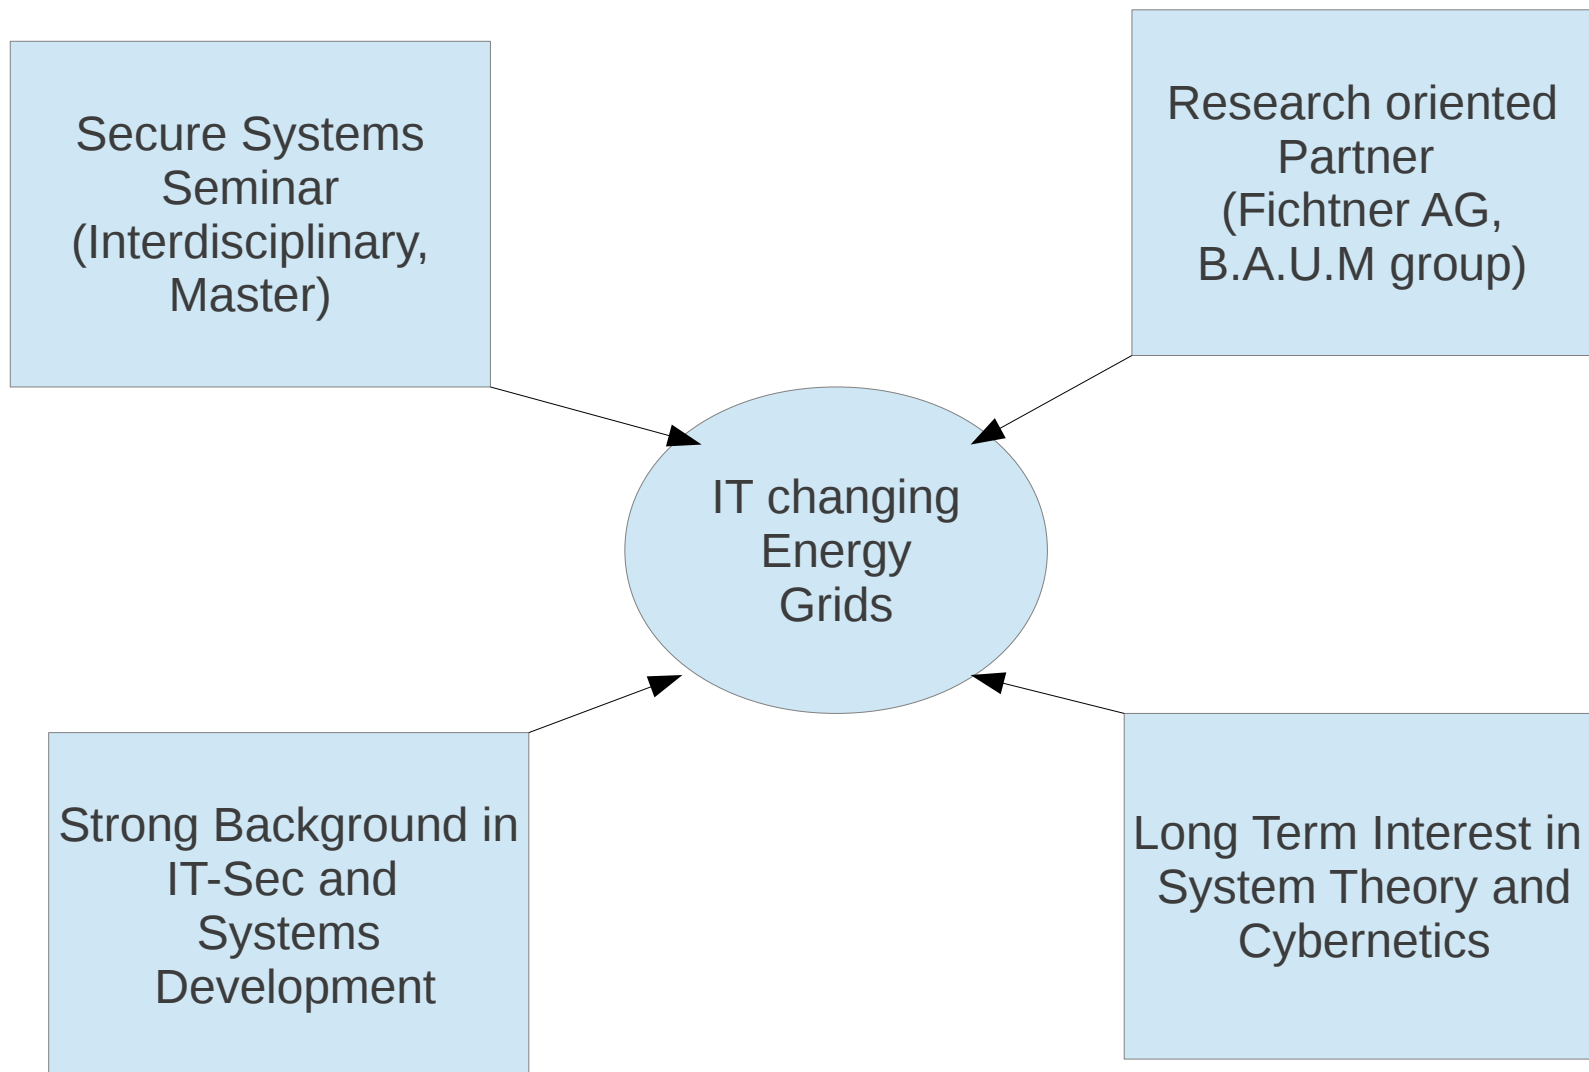 Secure Systems
Seminar
(Interdisciplinary,
Master)
Research oriented
Partner
(Fichtner AG,
B.A.U.M group)
IT changing
Energy
Grids
Strong Background in
IT-Sec and
Systems
Development
Long Term Interest in
System Theory and
Cybernetics